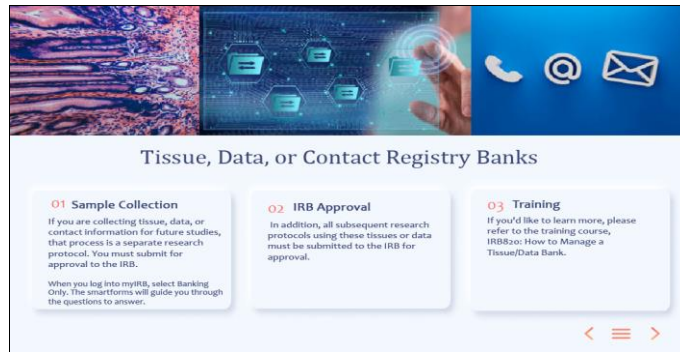 Tissue, Data, or Contact Registry Banks
01 Sample Collection
If you are collecting tissue, data, or
contact information for future studies,
that process is a separate research
protocol. You must submit for
approval to the IRB.
When you log into myIRB, select Banking
Only. The smartforms will guide you through
the questions to answer.
02 IRB Approval
In addition, all subsequent research
protocols using these tissues or data
must be submitted to the IRB for
approval.
03 Training
If you'd like to learn more, please
refer to the training course,
IRB820: How to Manage a
Tissue/Data Bank.